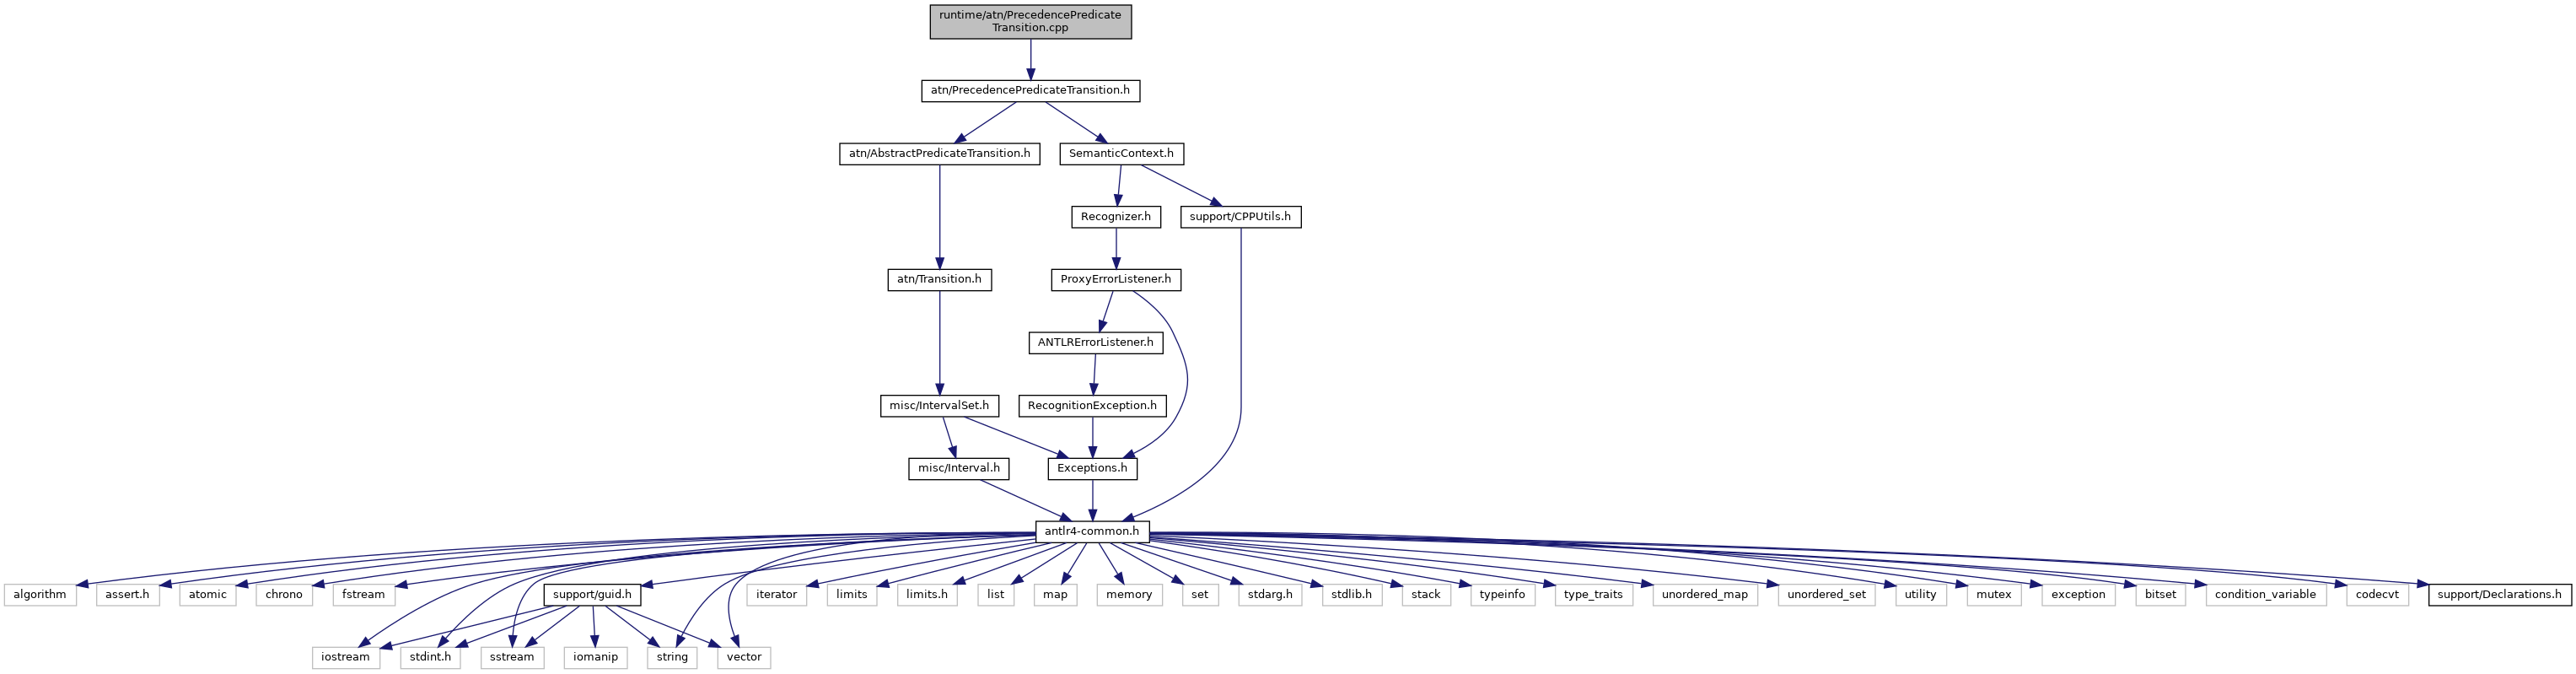 runtime/atn/PrecedencePredicate
Transition.cpp
atn/PrecedencePredicateTransition.h
atn/AbstractPredicateTransition.h
SemanticContext.h
Recognizer.h
support/CPPUtils.h
atn/Transition.h
ProxyErrorListener.h
ANTLRErrorListener.h
misc/IntervalSet.h
RecognitionException.h
misc/Interval.h
Exceptions.h
antlr4-common.h
algorithm
assert.h
atomic
chrono
fstream
support/guid.h
iterator
limits
limits.h
list
map
memory
set
stdarg.h
stdlib.h
stack
typeinfo
type_traits
unordered_map
unordered_set
utility
mutex
exception
bitset
condition_variable
codecvt
support/Declarations.h
iostream
stdint.h
sstream
iomanip
string
vector